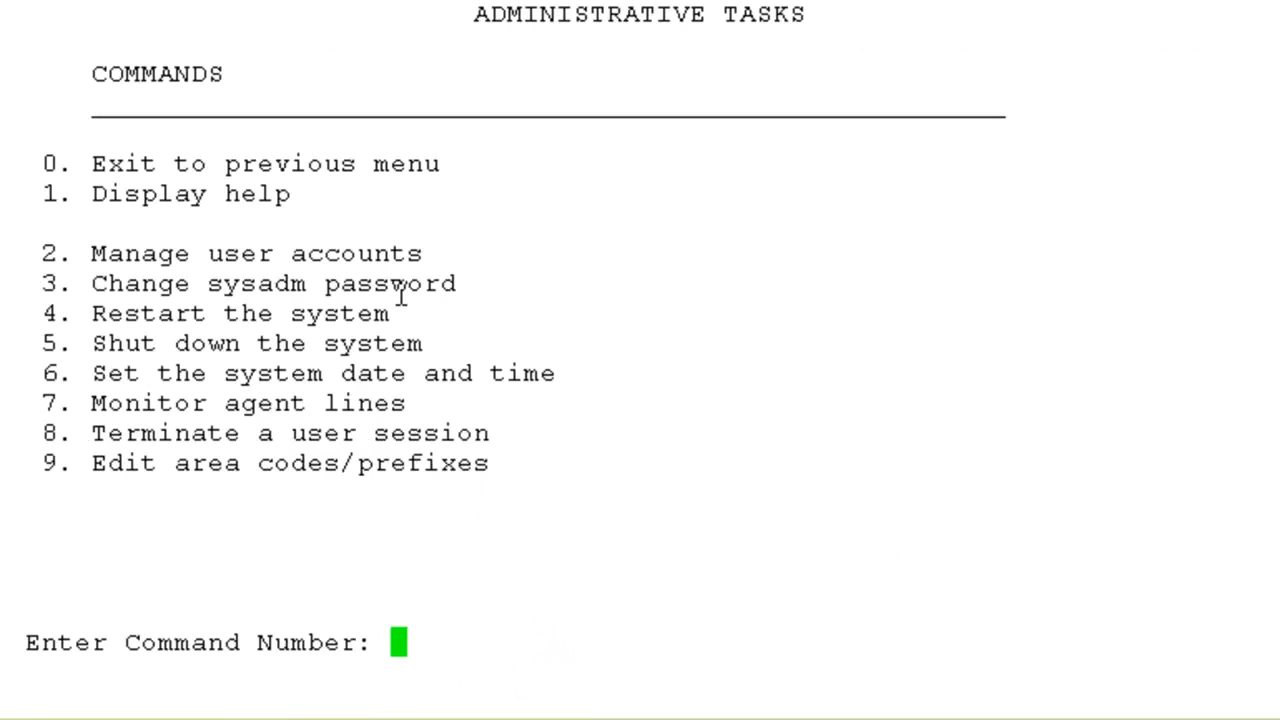 ADMINISTRATIVE TASKS
COMMANDS
0. Exit to previous menu
1. Display help
2. Manage user accounts
3. Change sysadm password
4. Restart the system
5. Shut down the system
6. Set the system date and time
7. Monitor agent lines
8. Terminate a user session
9. Edit area codes/prefixes
Enter Command Number: